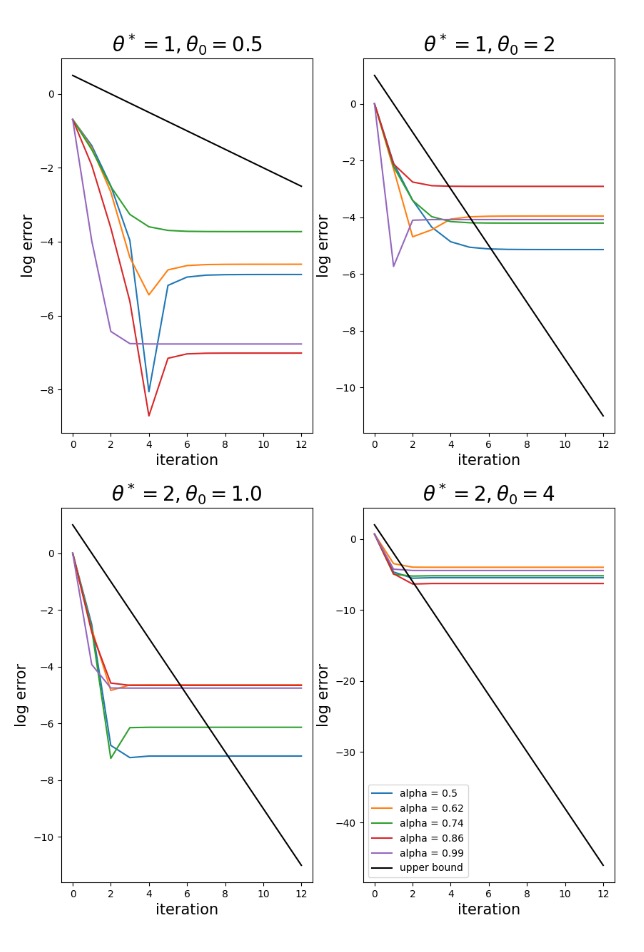 θ* = 1, θ₀ = 0.5
log error
0
−2
−4
−6
−8
0 2 4 6 8 10 12
iteration
θ* = 1, θ₀ = 2
log error
0
−2
−4
−6
−8
−10
0 2 4 6 8 10 12
iteration
θ* = 2, θ₀ = 1.0
log error
0
−2
−4
−6
−8
−10
0 2 4 6 8 10 12
iteration
θ* = 2, θ₀ = 4
log error
0
−10
−20
−30
−40
alpha = 0.5
alpha = 0.62
alpha = 0.74
alpha = 0.86
alpha = 0.99
upper bound
0 2 4 6 8 10 12
iteration